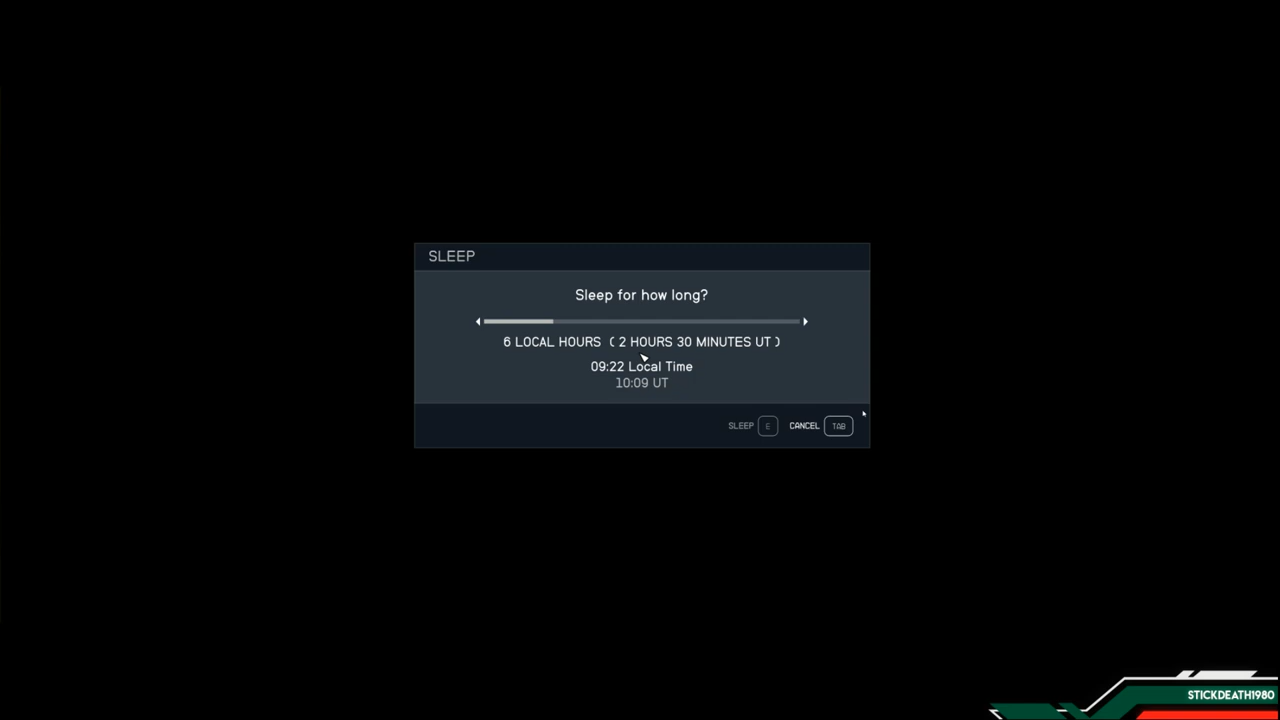 SLEEP
Sleep for how long?
6 LOCAL HOURS ( 2 HOURS 30 MINUTES UT )
09:22 Local Time
10:09 UT
SLEEP E CANCEL TAB
STICKDEATH1980